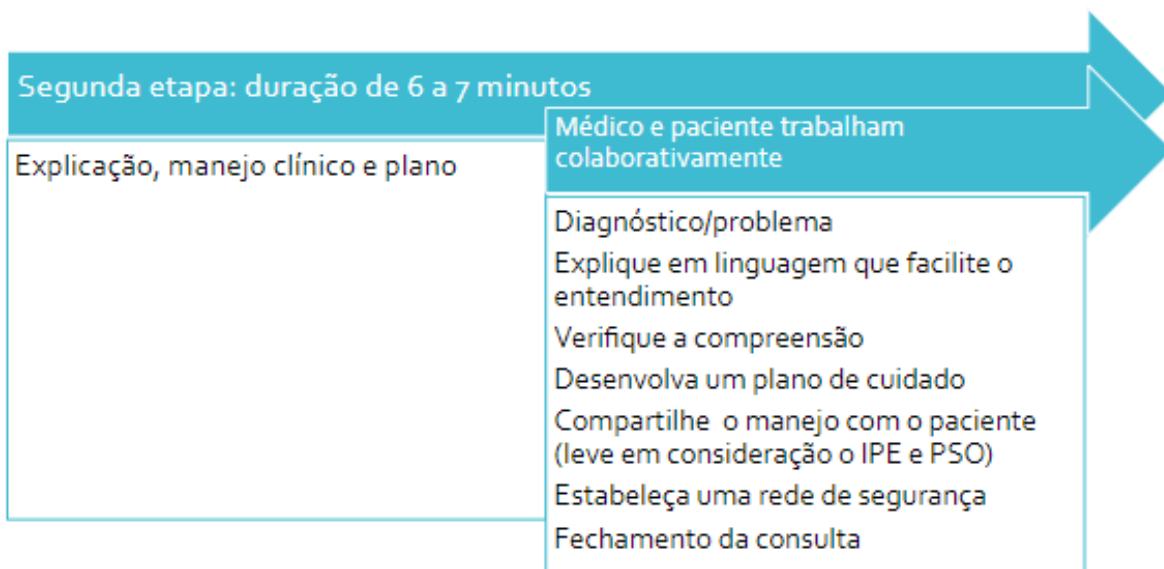 Segunda etapa: duração de 6 a 7 minutos
Explicação, manejo clínico e plano
Médico e paciente trabalham
colaborativamente
Diagnóstico/problema
Explique em linguagem que facilite o
entendimento
Verifique a compreensão
Desenvolva um plano de cuidado
Compartilhe o manejo com o paciente
(leve em consideração o IPE e PSO)
Estabeleça uma rede de segurança
Fechamento da consulta